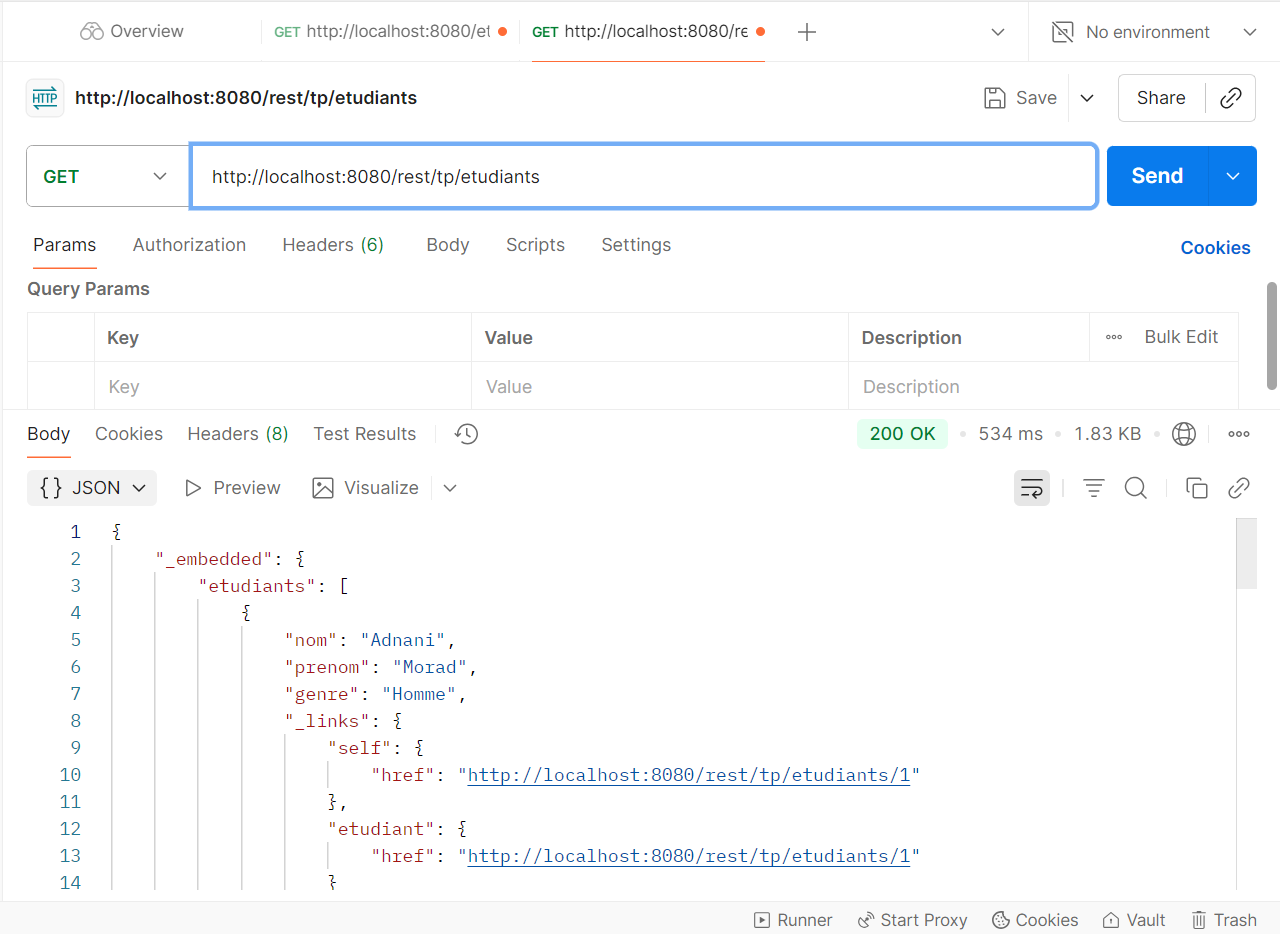 Overview GET http://localhost:8080/et GET http://localhost:8080/re No environment
HTTP http://localhost:8080/rest/tp/etudiants Save Share
GET http://localhost:8080/rest/tp/etudiants Send
Params Authorization Headers (6) Body Scripts Settings Cookies
Query Params
Key Value Description Bulk Edit
Key Value Description
Body Cookies Headers (8) Test Results 200 OK 534 ms 1.83 KB
{} JSON Preview Visualize
1 {
2 "_embedded": {
3 "etudiants": [
4 {
5 "nom": "Adnani",
6 "prenom": "Morad",
7 "genre": "Homme",
8 "_links": {
9 "self": {
10 "href": "http://localhost:8080/rest/tp/etudiants/1"
11 },
12 "etudiant": {
13 "href": "http://localhost:8080/rest/tp/etudiants/1"
14 }
Runner Start Proxy Cookies Vault Trash